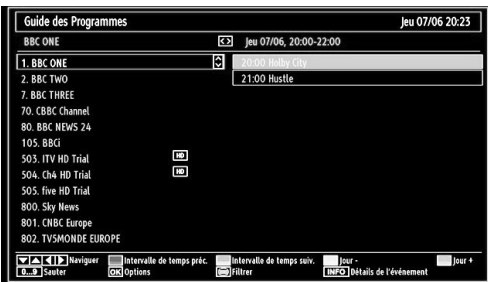 Guide des Programmes Jeu 07/06 20:23
BBC ONE Jeu 07/06, 20:00-22:00
1. BBC ONE 20:00 Holby City
2. BBC TWO 21:00 Hustle
7. BBC THREE
70. CBBC Channel
80. BBC NEWS 24
105. BBCi
503. ITV HD Trial HD
504. Ch4 HD Trial HD
505. five HD Trial
800. Sky News
801. CNBC Europe
802. TV5MONDE EUROPE
Naviguer Intervalle de temps préc. Intervalle de temps suiv. Jour - Jour +
0...9 Sauter OK Options Filtrer INFO Détails de l'événement